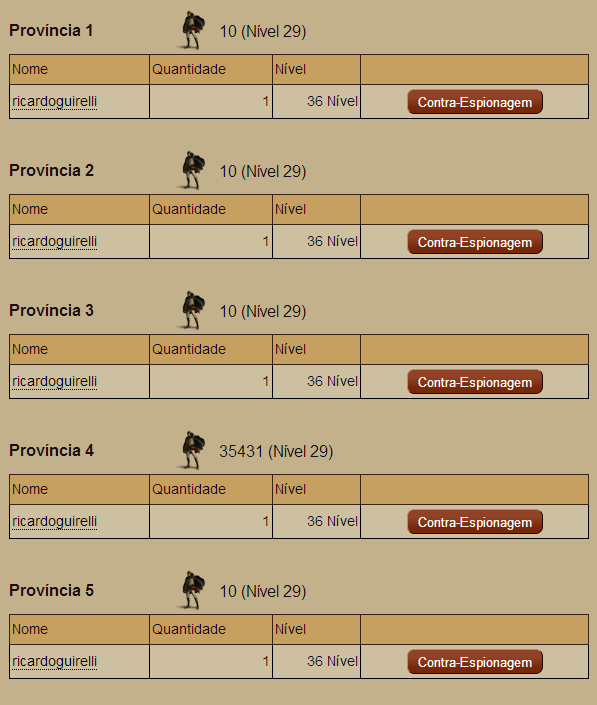 Província 1 10 (Nível 29)
Nome Quantidade Nível
ricardoguirelli 1 36 Nível Contra-Espionagem
Província 2 10 (Nível 29)
Nome Quantidade Nível
ricardoguirelli 1 36 Nível Contra-Espionagem
Província 3 10 (Nível 29)
Nome Quantidade Nível
ricardoguirelli 1 36 Nível Contra-Espionagem
Província 4 35431 (Nível 29)
Nome Quantidade Nível
ricardoguirelli 1 36 Nível Contra-Espionagem
Província 5 10 (Nível 29)
Nome Quantidade Nível
ricardoguirelli 1 36 Nível Contra-Espionagem